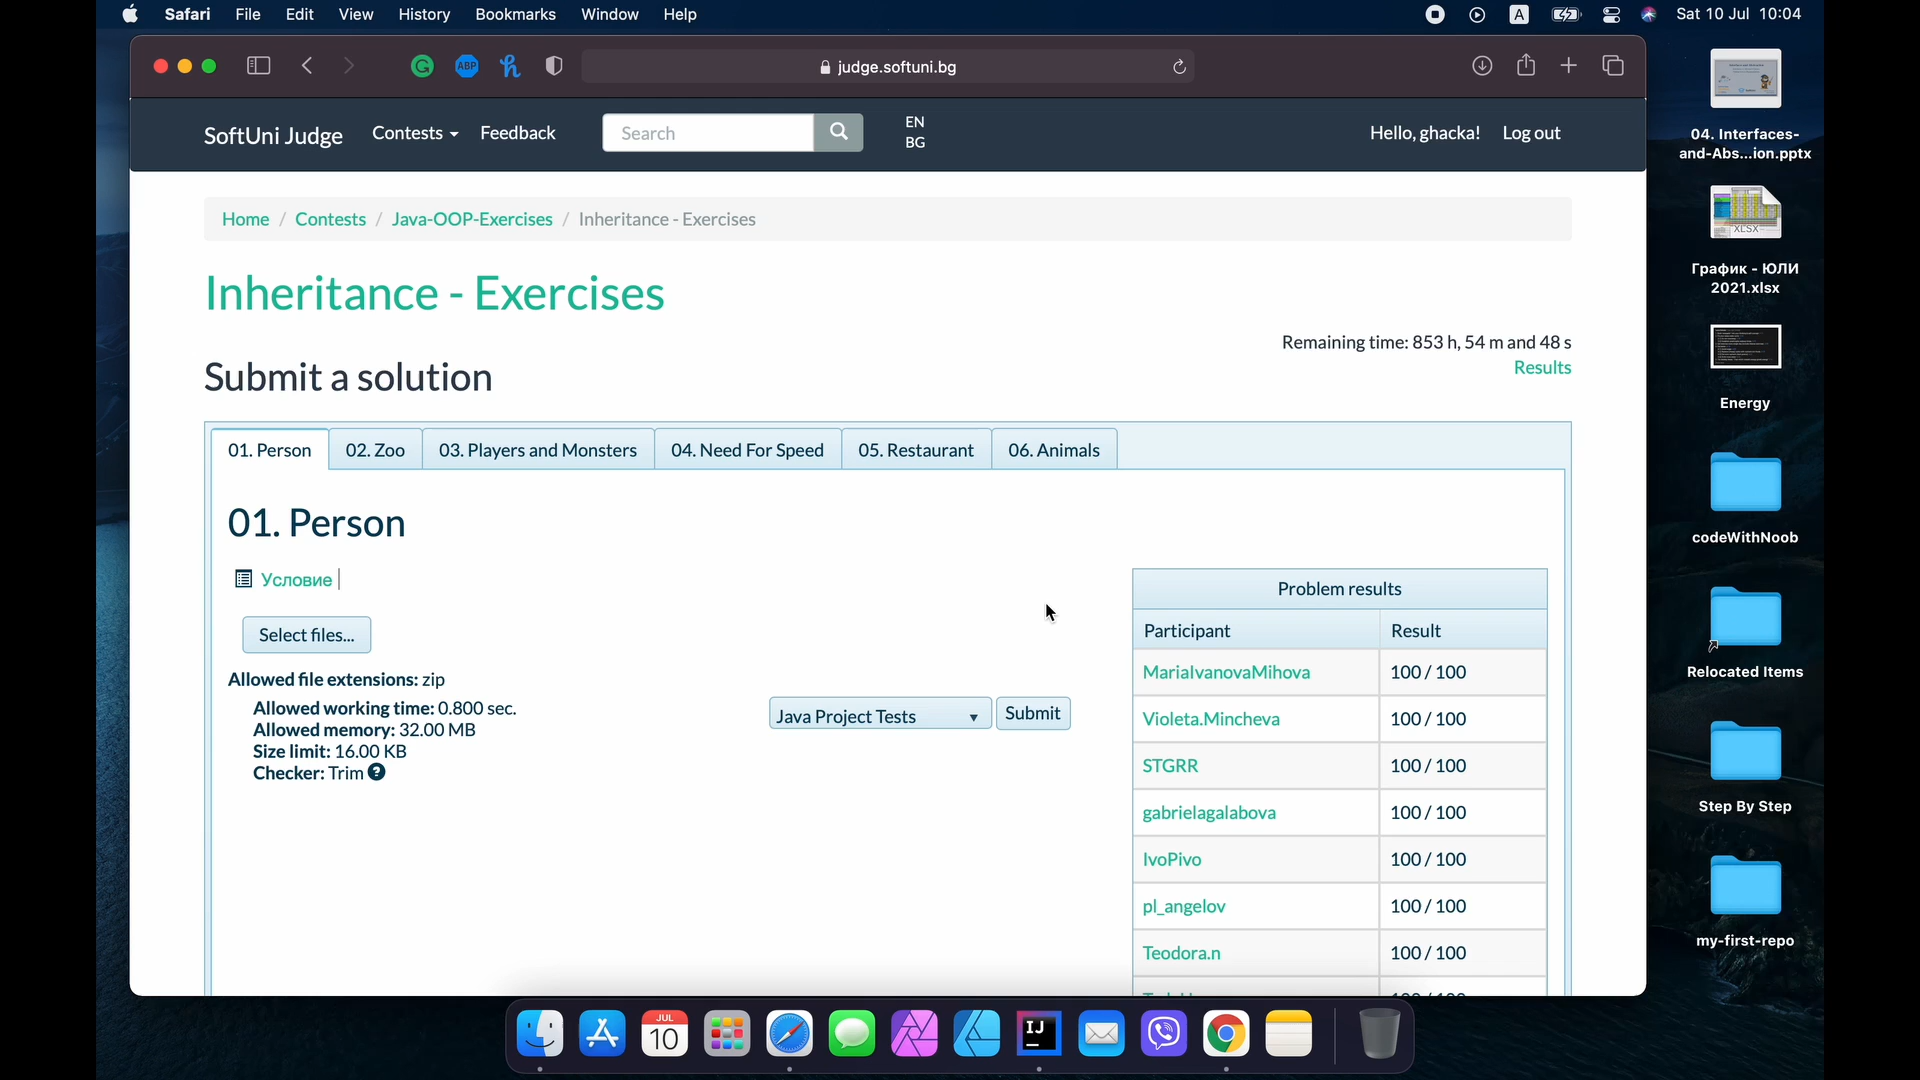 Safari File Edit View History Bookmarks Window Help A Sat 10 Jul 10:04
ABP judge.softuni.bg
SoftUni Judge Contests Feedback Search EN BG Hello, ghacka! Log out
Home / Contests / Java-OOP-Exercises / Inheritance - Exercises
Inheritance - Exercises
Remaining time: 853 h, 54 m and 48 s
Results
Submit a solution
01. Person 02. Zoo 03. Players and Monsters 04. Need For Speed 05. Restaurant 06. Animals
01. Person
Условие
Select files...
Allowed file extensions: zip
Allowed working time: 0.800 sec.
Allowed memory: 32.00 MB
Size limit: 16.00 KB
Checker: Trim ?
Java Project Tests Submit
Problem results
Participant Result
MariaIvanovaMihova 100 / 100
Violeta.Mincheva 100 / 100
STGRR 100 / 100
gabrielagalabova 100 / 100
IvoPivo 100 / 100
pl_angelov 100 / 100
Teodora.n 100 / 100
04. Interfaces-
and-Abs...ion.pptx
XLSX
График - ЮЛИ
2021.xlsx
Energy
codeWithNoob
Relocated Items
Step By Step
my-first-repo
JUL
10
IJ